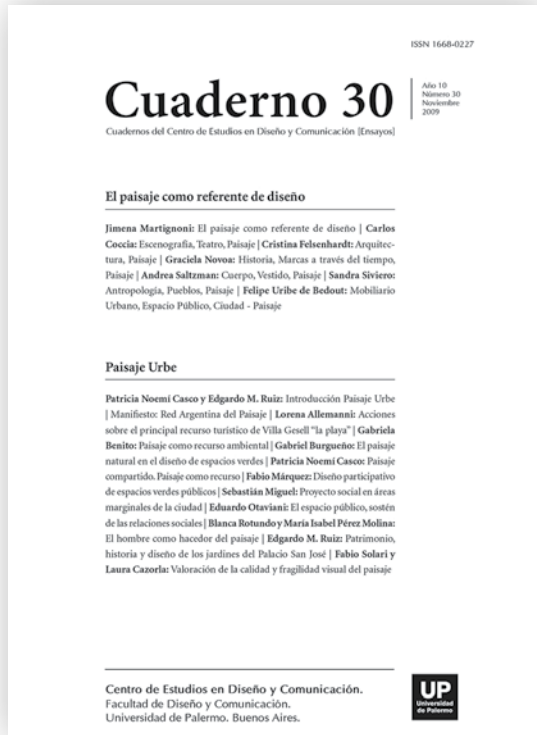 ISSN 1668-0227
Cuaderno 30
Año 10
Número 30
Noviembre
2009
Cuadernos del Centro de Estudios en Diseño y Comunicación [Ensayos]
El paisaje como referente de diseño
Jimena Martignoni: El paisaje como referente de diseño | Carlos
Coccia: Escenografía, Teatro, Paisaje | Cristina Felsenhardt: Arquitec-
tura, Paisaje | Graciela Novoa: Historia, Marcas a través del tiempo,
Paisaje | Andrea Saltzman: Cuerpo, Vestido, Paisaje | Sandra Siviero:
Antropología, Pueblos, Paisaje | Felipe Uribe de Bedout: Mobiliario
Urbano, Espacio Público, Ciudad - Paisaje
Paisaje Urbe
Patricia Noemí Casco y Edgardo M. Ruiz: Introducción Paisaje Urbe
| Manifiesto: Red Argentina del Paisaje | Lorena Allemanni: Acciones
sobre el principal recurso turístico de Villa Gesell "la playa" | Gabriela
Benito: Paisaje como recurso ambiental | Gabriel Burgueño: El paisaje
natural en el diseño de espacios verdes | Patricia Noemí Casco: Paisaje
compartido. Paisaje como recurso | Fabio Márquez: Diseño participativo
de espacios verdes públicos | Sebastián Miguel: Proyecto social en áreas
marginales de la ciudad | Eduardo Otaviani: El espacio público, sostén
de las relaciones sociales | Blanca Rotundo y María Isabel Pérez Molina:
El hombre como hacedor del paisaje | Edgardo M. Ruiz: Patrimonio,
historia y diseño de los jardines del Palacio San José | Fabio Solari y
Laura Cazorla: Valoración de la calidad y fragilidad visual del paisaje
Centro de Estudios en Diseño y Comunicación.
Facultad de Diseño y Comunicación.
Universidad de Palermo. Buenos Aires.
UP
Universidad
de Palermo